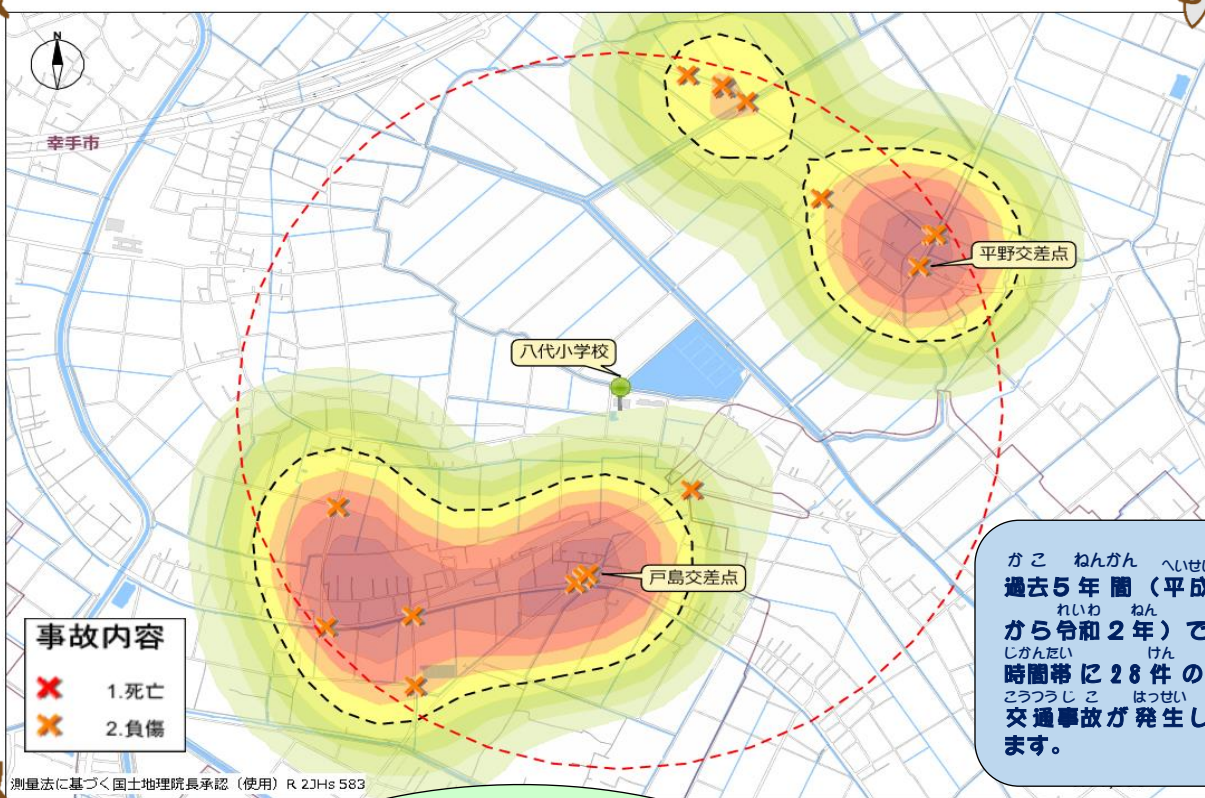 N
幸手市
平野交差点
八代小学校
戸島交差点
事故内容
1.死亡
2.負傷
測量法に基づく国土地理院長承認（使用）R 2JHs 583
かこ ねんかん へいせい
過去5年間（平成
れいわ ねん
から令和2年）で
じかんたい けん
時間帯に28件の
こうつうじこ はっせい
交通事故が発生し
ます。